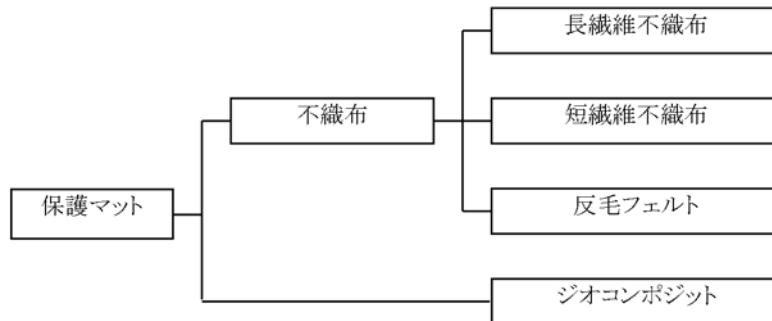 長繊維不織布
不織布
短繊維不織布
保護マット
反毛フェルト
ジオコンポジット